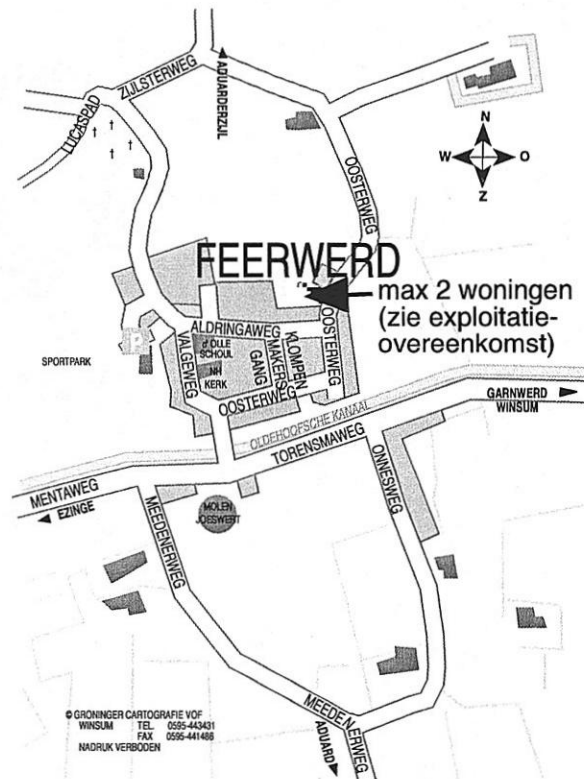 ZIJLSTERWEG
LUCASPAD
ADUARDERZIJL
OOSTERWEG
N
W
O
Z
FEERWERD
max 2 woningen
(zie exploitatie-
overeenkomst)
ALDRINGAWEG
d'OLLE
SCHOUL
NH
KERK
KLOMPEN
MAKERS
GANG
OOSTERWEG
P
VALGEWEG
SPORTPARK
OOSTERWEG
OLDEHOOFSCHE KANAAL
TORENSMAWEG
GARNWERD
WINSUM
MENTAWEG
EZINGE
ONNESWEG
MEEDENERWEG
MOLEN
JOESWERT
MEEDENERWEG
ADUARD
© GRONINGER CARTOGRAFIE VOF
WINSUM TEL. 0595-443431
FAX 0595-441486
NADRUK VERBODEN